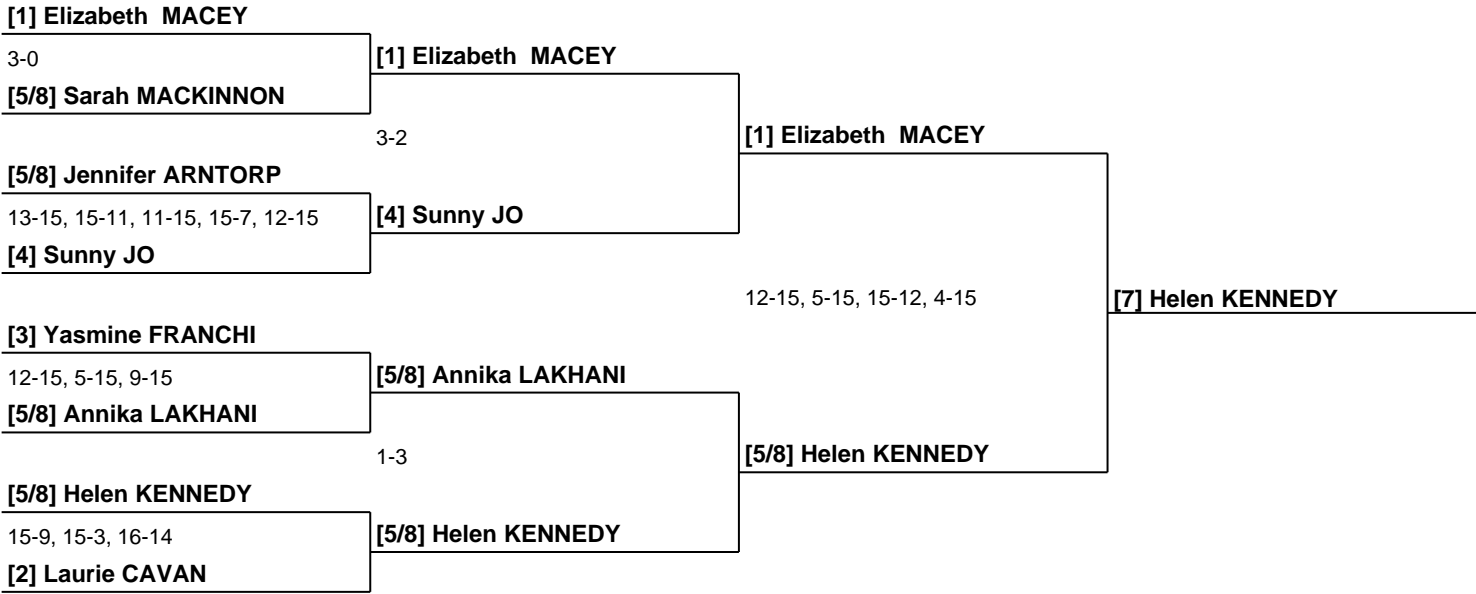 [1] Elizabeth  MACEY
3-0
[5/8] Sarah MACKINNON
[1] Elizabeth  MACEY
3-2
[5/8] Jennifer ARNTORP
13-15, 15-11, 11-15, 15-7, 12-15
[4] Sunny JO
[4] Sunny JO
[1] Elizabeth  MACEY
12-15, 5-15, 15-12, 4-15
[7] Helen KENNEDY
[3] Yasmine FRANCHI
12-15, 5-15, 9-15
[5/8] Annika LAKHANI
[5/8] Annika LAKHANI
1-3
[5/8] Helen KENNEDY
[5/8] Helen KENNEDY
15-9, 15-3, 16-14
[2] Laurie CAVAN
[5/8] Helen KENNEDY